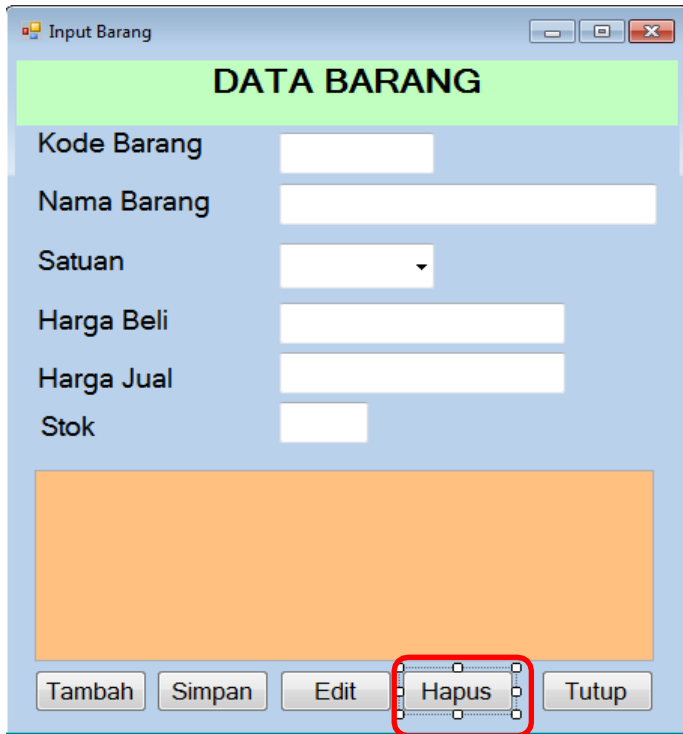 Input Barang
DATA BARANG
Kode Barang
Nama Barang
Satuan
Harga Beli
Harga Jual
Stok
Tambah Simpan Edit Hapus Tutup